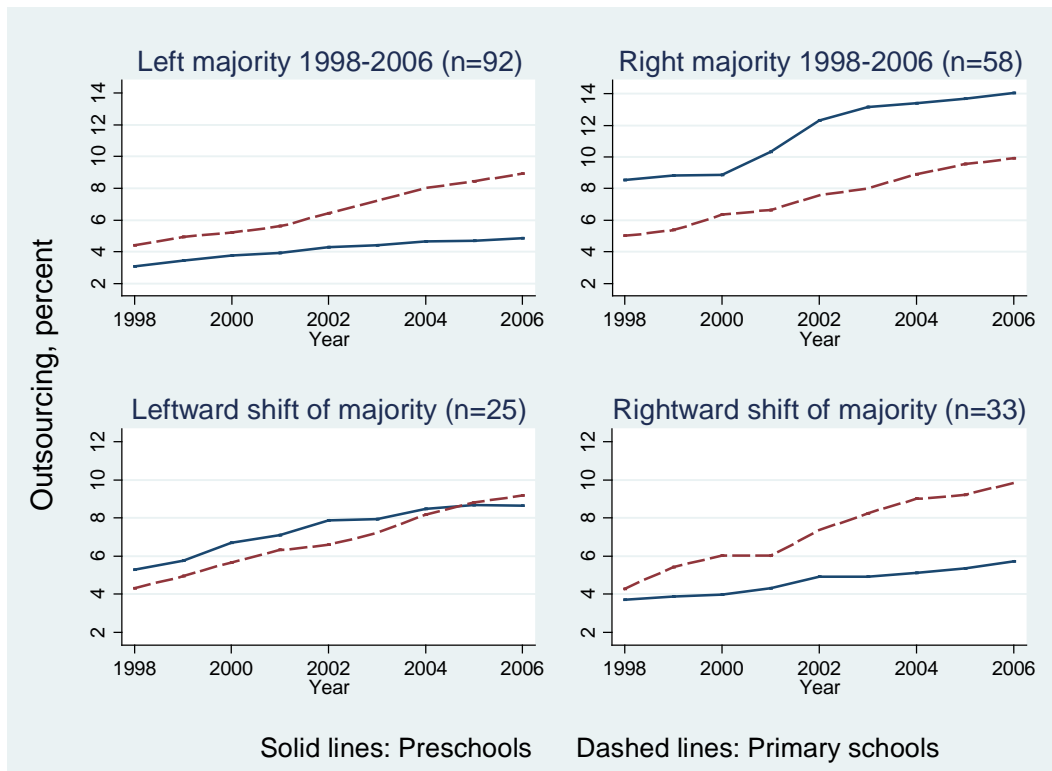 Outsourcing, percent
Left majority 1998-2006 (n=92)
14
12
10
8
6
4
2
1998 2000 2002 2004 2006
Year
Right majority 1998-2006 (n=58)
14
12
10
8
6
4
2
1998 2000 2002 2004 2006
Year
Leftward shift of majority (n=25)
12
10
8
6
4
2
1998 2000 2002 2004 2006
Year
Rightward shift of majority (n=33)
12
10
8
6
4
2
1998 2000 2002 2004 2006
Year
Solid lines: Preschools Dashed lines: Primary schools